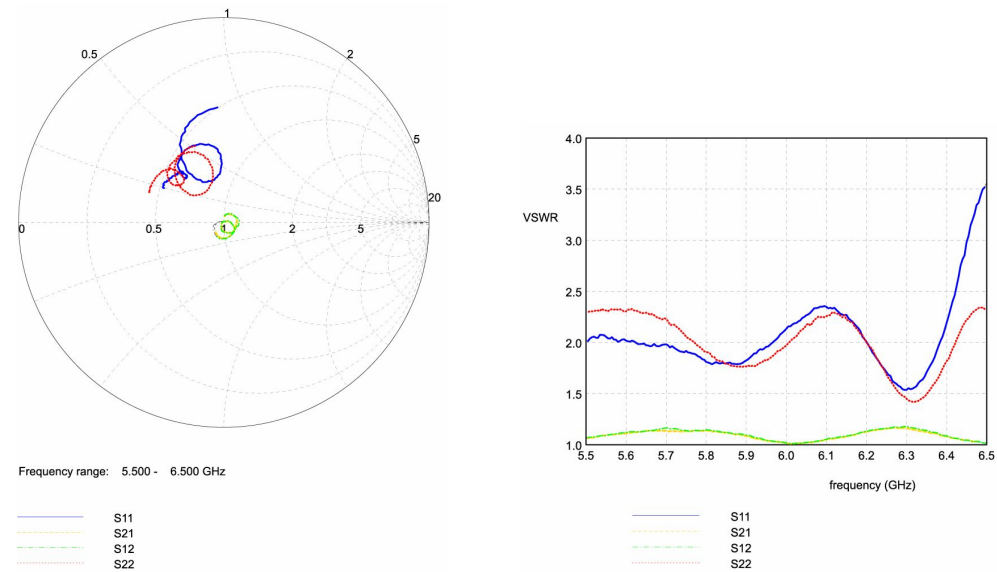 1
0.5
2
5
20
0
0.5
1
2
5
Frequency range: 5.500 - 6.500 GHz
S11
S21
S12
S22
4.0
3.5
VSWR
3.0
2.5
2.0
1.5
1.0
5.5 5.6 5.7 5.8 5.9 6.0 6.1 6.2 6.3 6.4 6.5
frequency (GHz)
S11
S21
S12
S22